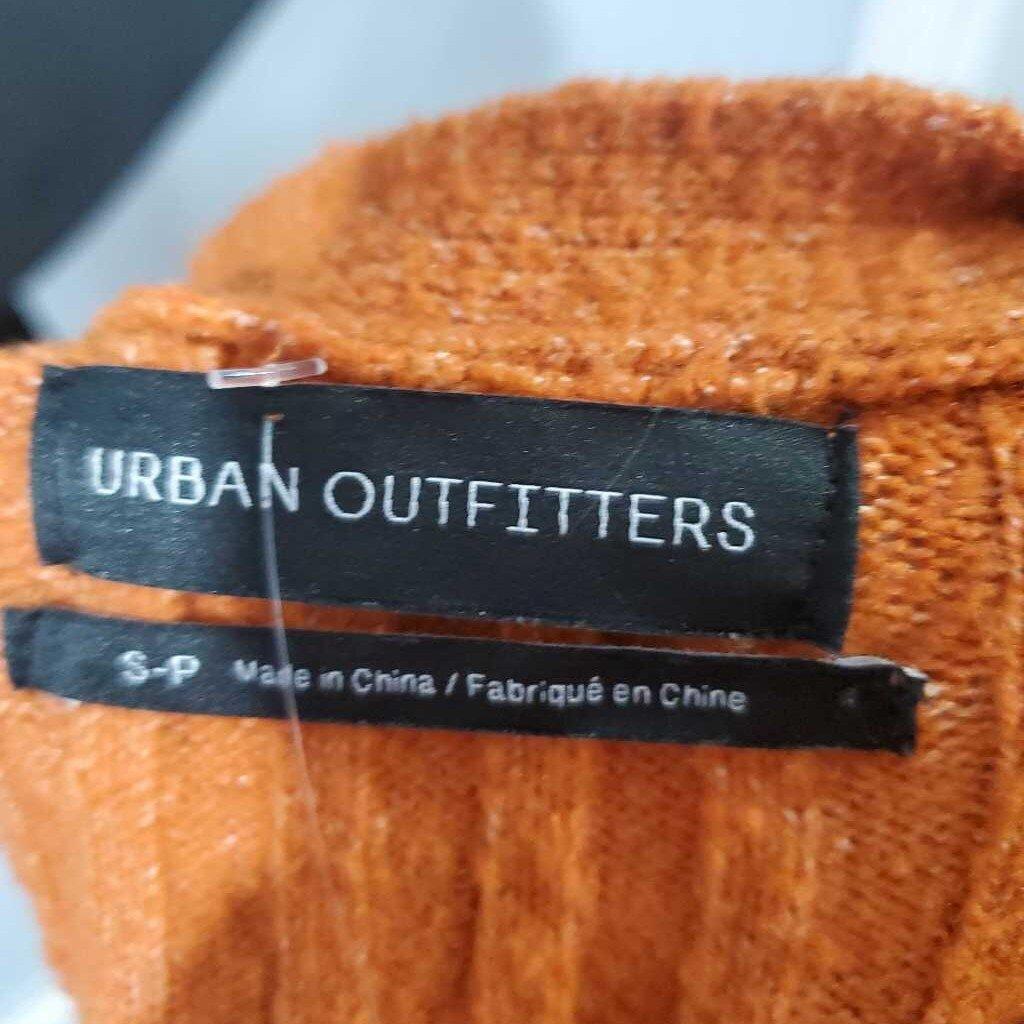 URBAN OUTFITTERS
S-P Made in China / Fabriqué en Chine